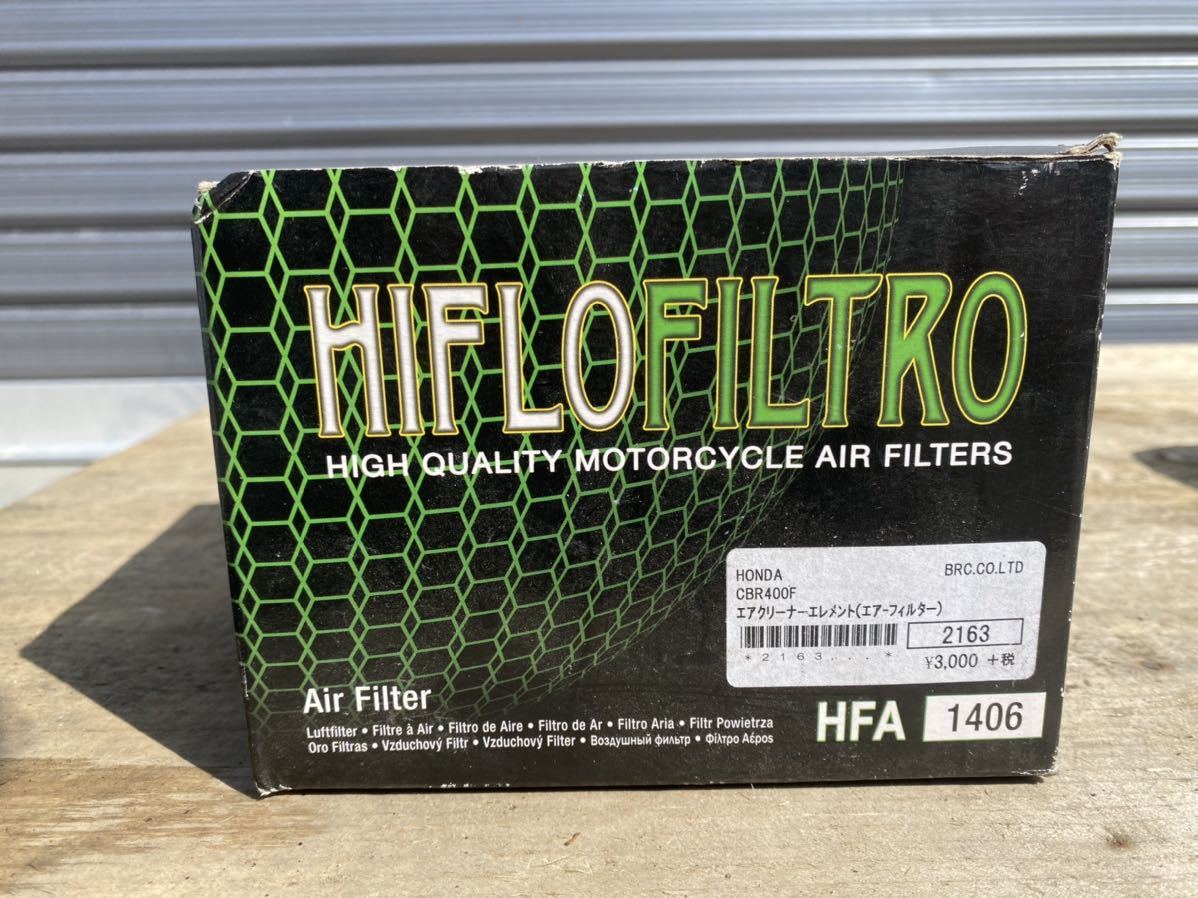 HIFLOFILTRO
HIGH QUALITY MOTORCYCLE AIR FILTERS
HONDA BRC.CO.LTD
CBR400F
エアクリーナーエレメント(エアーフィルター)
*2163...* 2163
¥3,000 +税
Air Filter
Luftfilter • Filtre à Air • Filtro de Aire • Filtro de Ar • Filtro Aria • Filtr Powietrza
Oro Filtras • Vzduchový Filtr • Vzduchový Filter • Воздушный фильтр • Φίλτρο Αέρος
HFA 1406